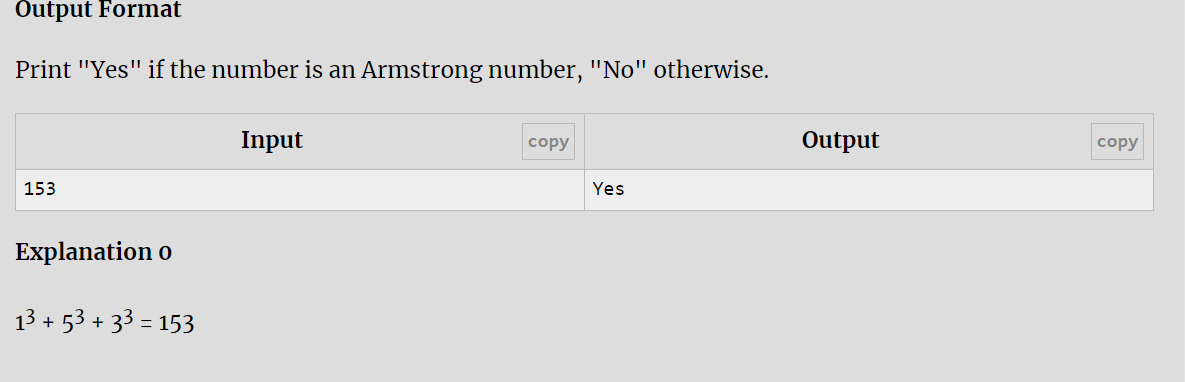 Output Format
Print "Yes" if the number is an Armstrong number, "No" otherwise.
Input copy Output copy
153 Yes
Explanation 0
1³ + 5³ + 3³ = 153